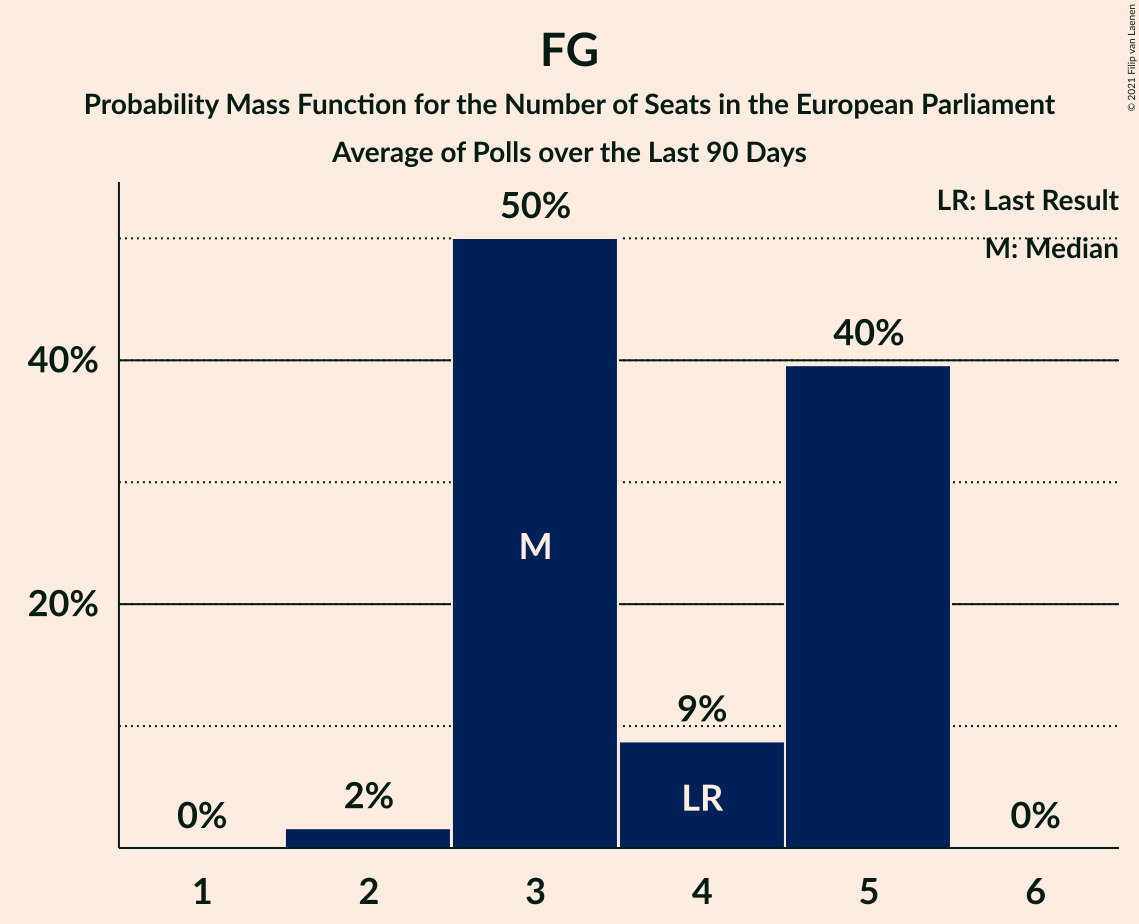 FG
Probability Mass Function for the Number of Seats in the European Parliament
Average of Polls over the Last 90 Days
© 2021 Filip van Laenen
LR: Last Result
M: Median
50%
40%
40%
20%
9%
2%
0%
0%
M
LR
1 2 3 4 5 6